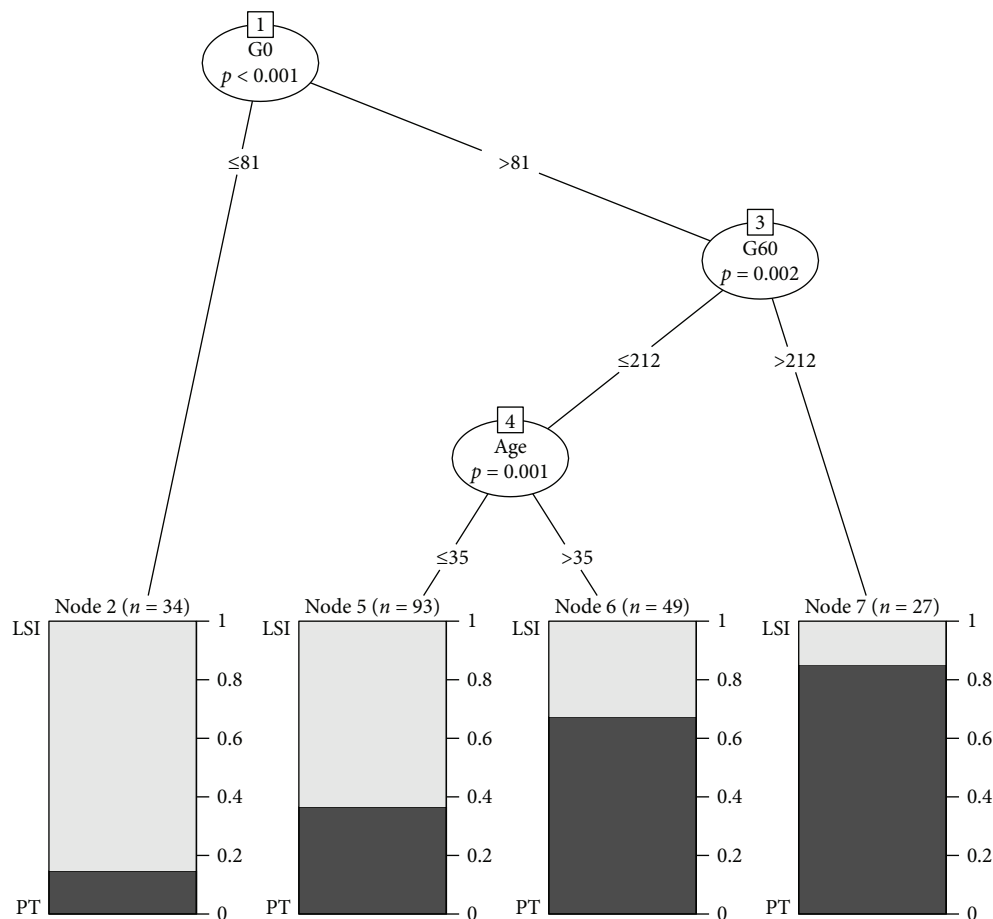 1
G0
p < 0.001
≤81
>81
3
G60
p = 0.002
≤212
>212
4
Age
p = 0.001
≤35
>35
Node 2 (n = 34)
LSI
PT
1
0.8
0.6
0.4
0.2
0
Node 5 (n = 93)
LSI
PT
1
0.8
0.6
0.4
0.2
0
Node 6 (n = 49)
LSI
PT
1
0.8
0.6
0.4
0.2
0
Node 7 (n = 27)
LSI
PT
1
0.8
0.6
0.4
0.2
0